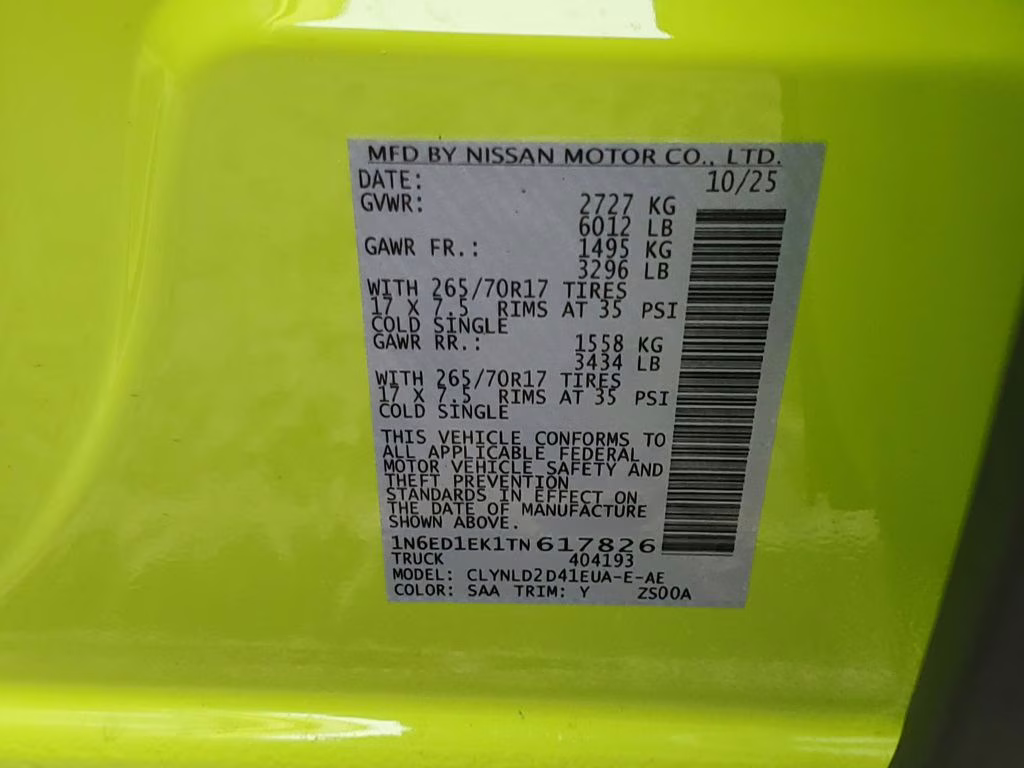 MFD BY NISSAN MOTOR CO., LTD.
DATE: 10/25
GVWR: 2727 KG
6012 LB
GAWR FR.: 1495 KG
3296 LB
WITH 265/70R17 TIRES
17 X 7.5 RIMS AT 35 PSI
COLD SINGLE
GAWR RR.: 1558 KG
3434 LB
WITH 265/70R17 TIRES
17 X 7.5 RIMS AT 35 PSI
COLD SINGLE
THIS VEHICLE CONFORMS TO
ALL APPLICABLE FEDERAL
MOTOR VEHICLE SAFETY AND
THEFT PREVENTION
STANDARDS IN EFFECT ON
THE DATE OF MANUFACTURE
SHOWN ABOVE.
1N6ED1EK1TN617826
TRUCK 404193
MODEL: CLYNLD2D41EUA-E-AE
COLOR: SAA TRIM: Y ZS00A